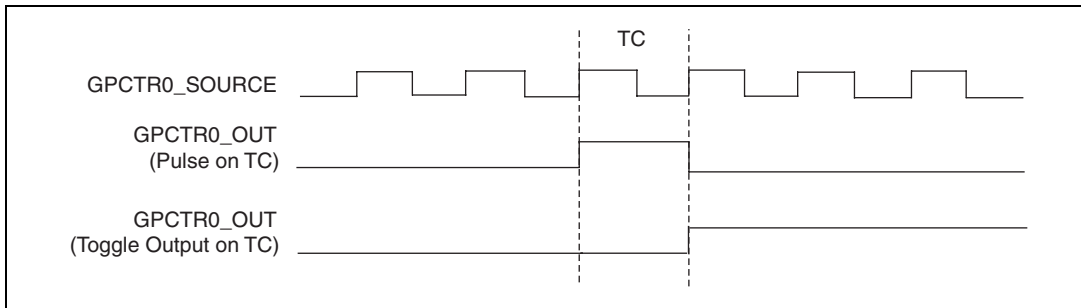 TC
GPCTR0_SOURCE
GPCTR0_OUT
(Pulse on TC)
GPCTR0_OUT
(Toggle Output on TC)